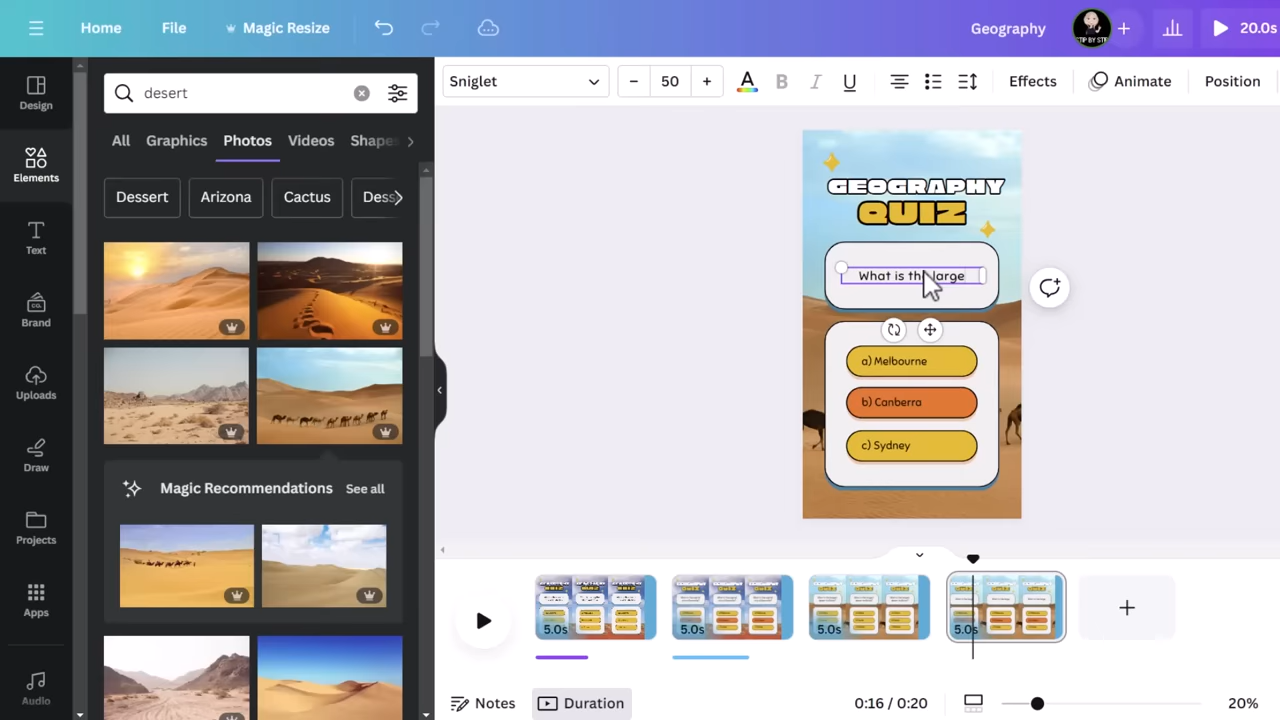 Home File Magic Resize Geography 20.0s
Design
Elements
Text
Brand
Uploads
Draw
Projects
Apps
Audio
desert
All Graphics Photos Videos Shapes
Dessert Arizona Cactus
Magic Recommendations See all
Sniglet 50 A B I U Effects Animate Position
GEOGRAPHY
QUIZ
What is the large
a) Melbourne
b) Canberra
c) Sydney
5.0s 5.0s 5.0s 5.0s
Notes Duration 0:16 / 0:20 20%